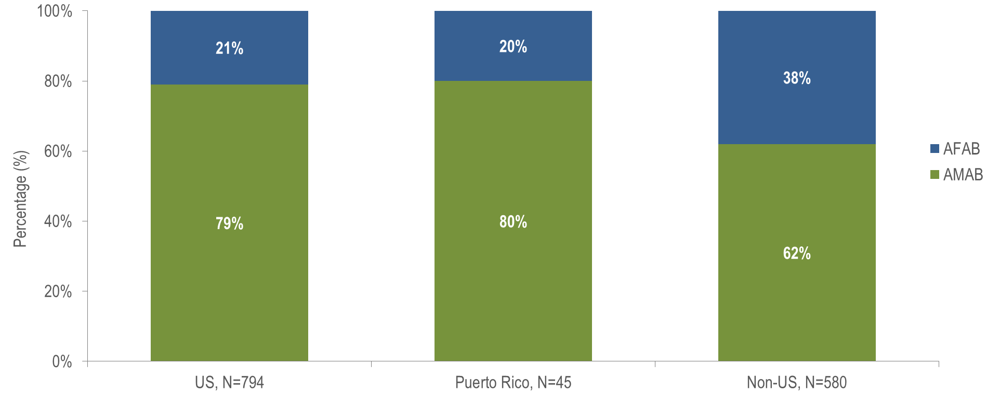 100%
80%
60%
40%
20%
0%
Percentage (%)
21%
79%
20%
80%
38%
62%
US, N=794
Puerto Rico, N=45
Non-US, N=580
AFAB
AMAB